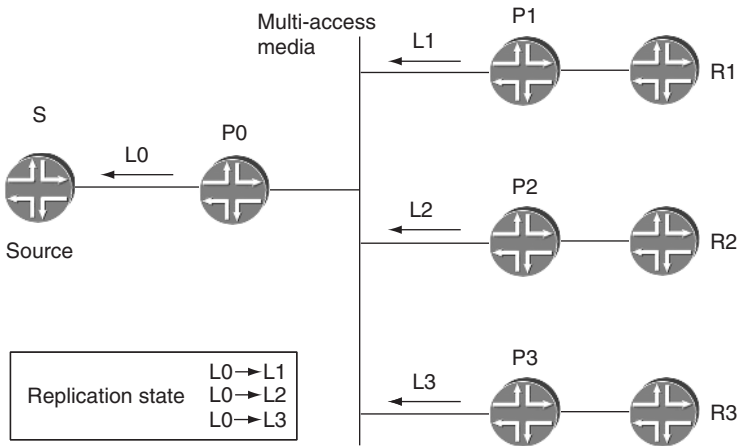 Multi-access
media
L1
P1
R1
S
L0
P0
Source
L2
P2
R2
L3
P3
R3
Replication state
L0→L1
L0→L2
L0→L3